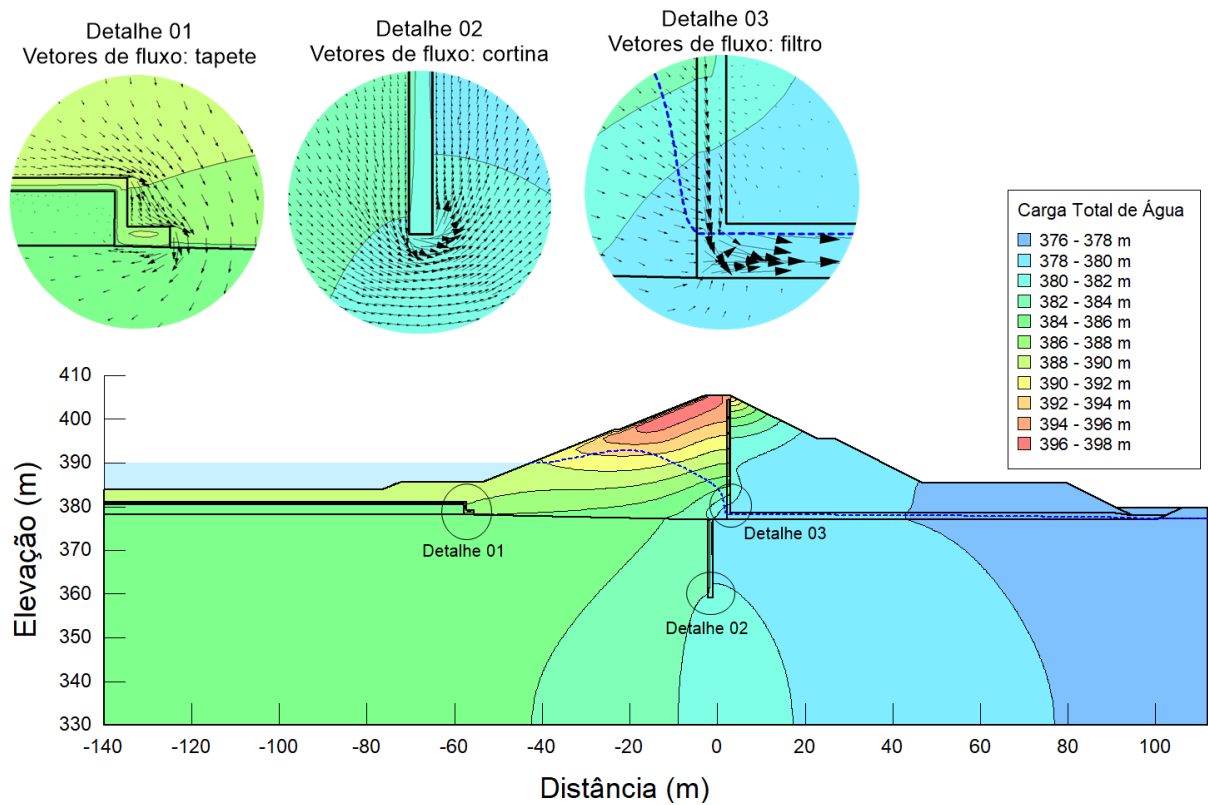 Detalhe 01
Vetores de fluxo: tapete
Detalhe 02
Vetores de fluxo: cortina
Detalhe 03
Vetores de fluxo: filtro
Carga Total de Água
376 - 378 m
378 - 380 m
380 - 382 m
382 - 384 m
384 - 386 m
386 - 388 m
388 - 390 m
390 - 392 m
392 - 394 m
394 - 396 m
396 - 398 m
Elevação (m)
410
400
390
380
370
360
350
340
330
Detalhe 01
Detalhe 02
Detalhe 03
-140 -120 -100 -80 -60 -40 -20 0 20 40 60 80 100
Distância (m)